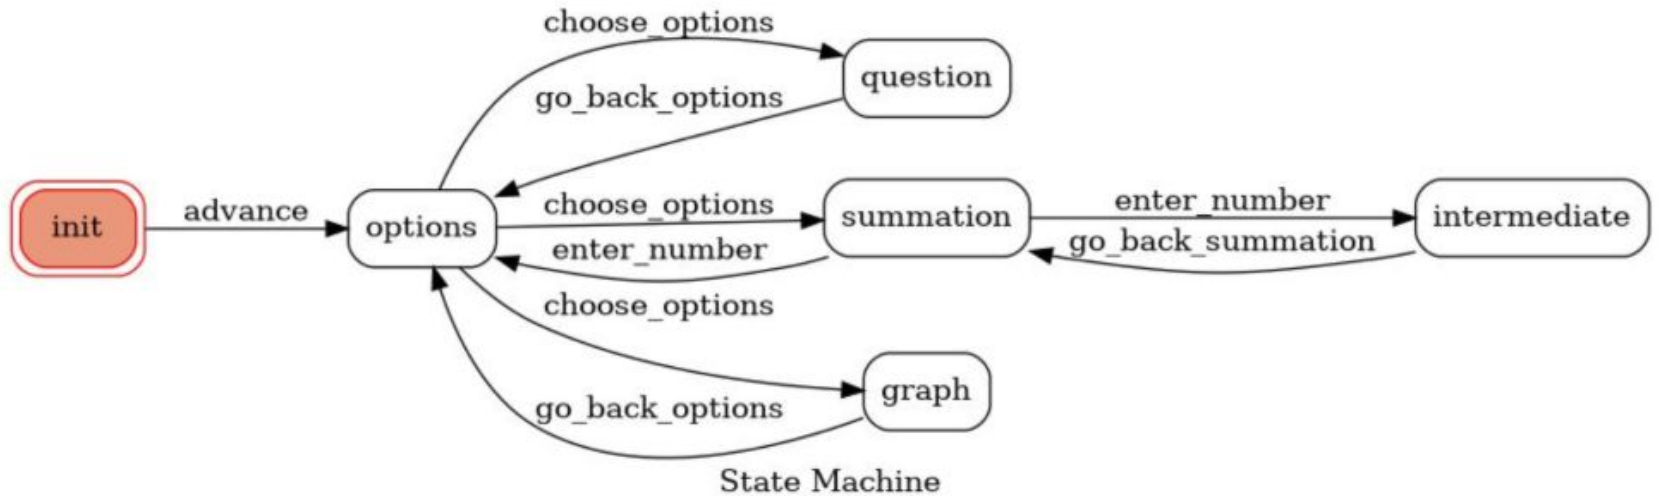 choose_options
question
go_back_options
init
advance
options
choose_options
summation
enter_number
intermediate
enter_number
go_back_summation
choose_options
graph
go_back_options
State Machine